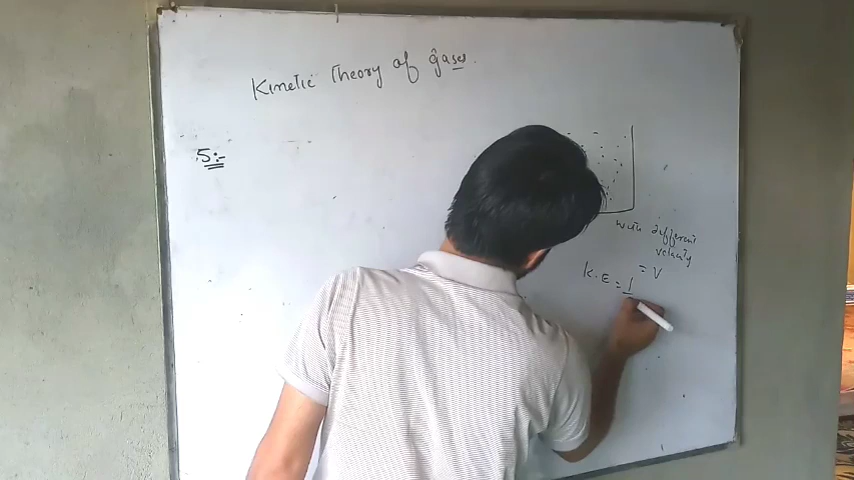 Kinetic Theory of gases.
5:-
with different
velocity
= V
K.E = 1